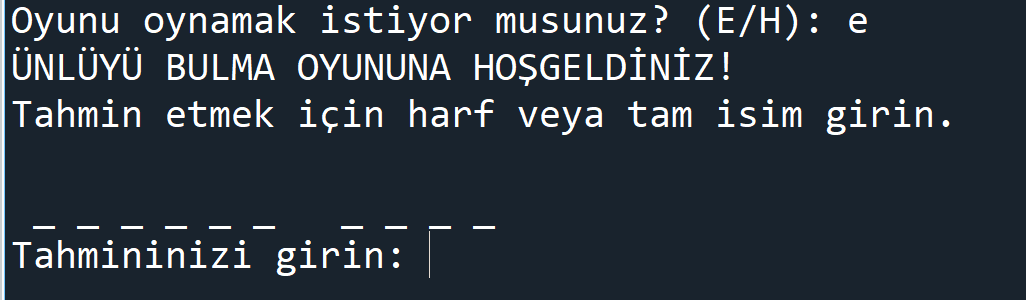 Oyunu oynamak istiyor musunuz? (E/H): e
ÜNLÜYÜ BULMA OYUNUNA HOŞGELDİNİZ!
Tahmin etmek için harf veya tam isim girin.
_ _ _ _ _ _   _ _ _ _
Tahmininizi girin: